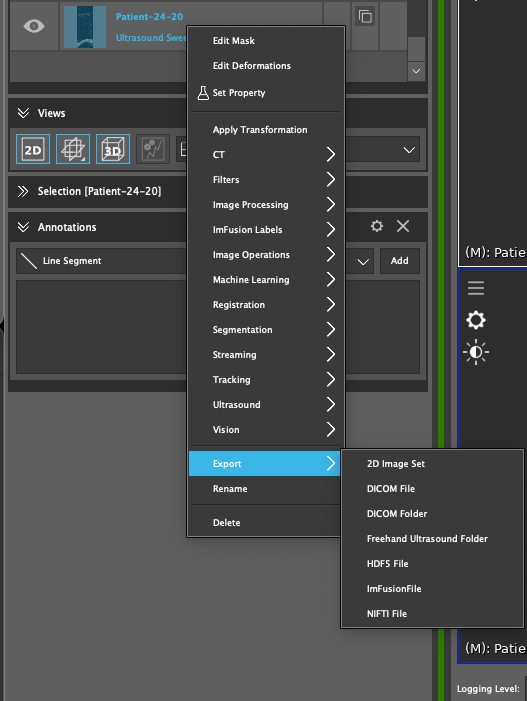 Patient-24-20
Ultrasound Swee
Edit Mask
Edit Deformations
Set Property
Apply Transformation
CT
Filters
Image Processing
ImFusion Labels
Image Operations
Machine Learning
Registration
Segmentation
Streaming
Tracking
Ultrasound
Vision
Export
Rename
Delete
2D Image Set
DICOM File
DICOM Folder
Freehand Ultrasound Folder
HDF5 File
ImFusionFile
NIFTI File
Views
2D
3D
Selection [Patient-24-20]
Annotations
Line Segment
Add
(M): Patie
(M): Patie
Logging Level: